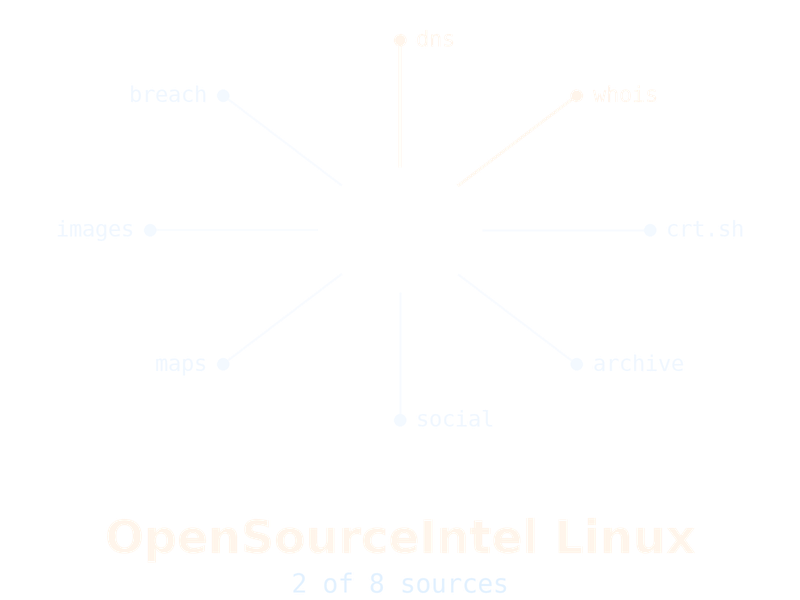 dns
breach
whois
images
crt.sh
maps
archive
social
OpenSourceIntel Linux
2 of 8 sources